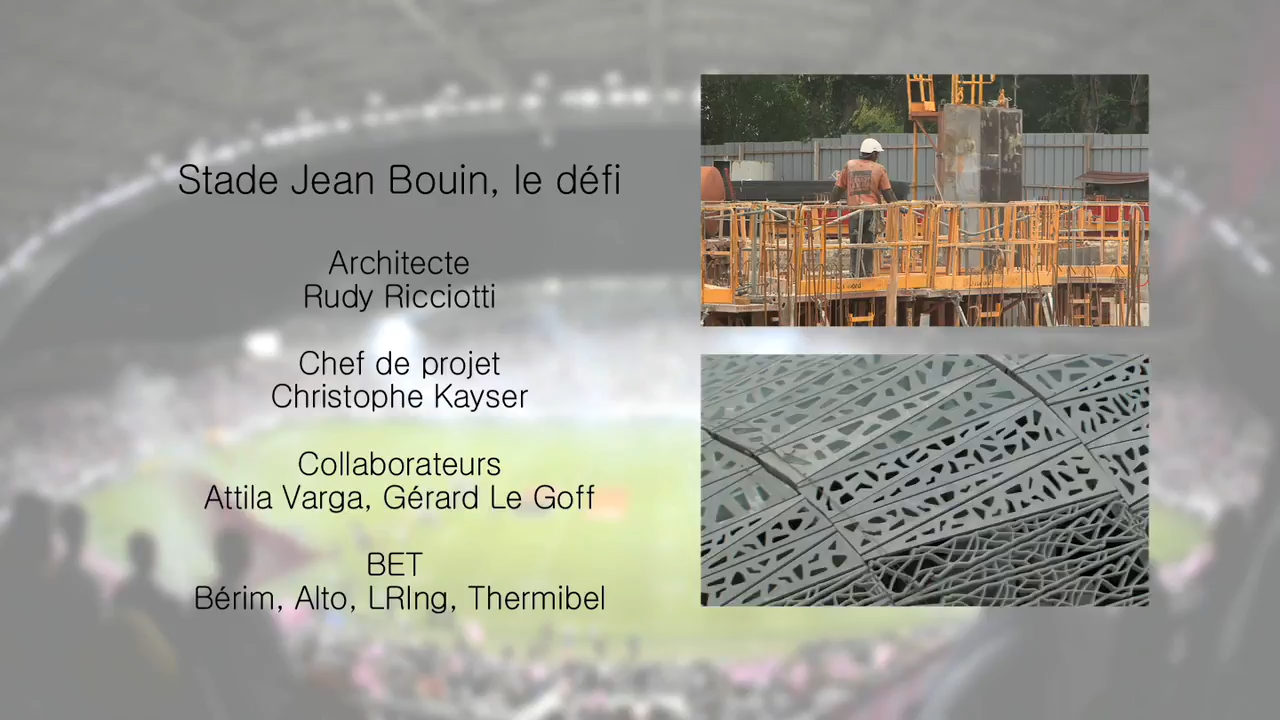 Stade Jean Bouin, le défi
Architecte
Rudy Ricciotti
Chef de projet
Christophe Kayser
Collaborateurs
Attila Varga, Gérard Le Goff
BET
Bérim, Alto, LRIng, Thermibel